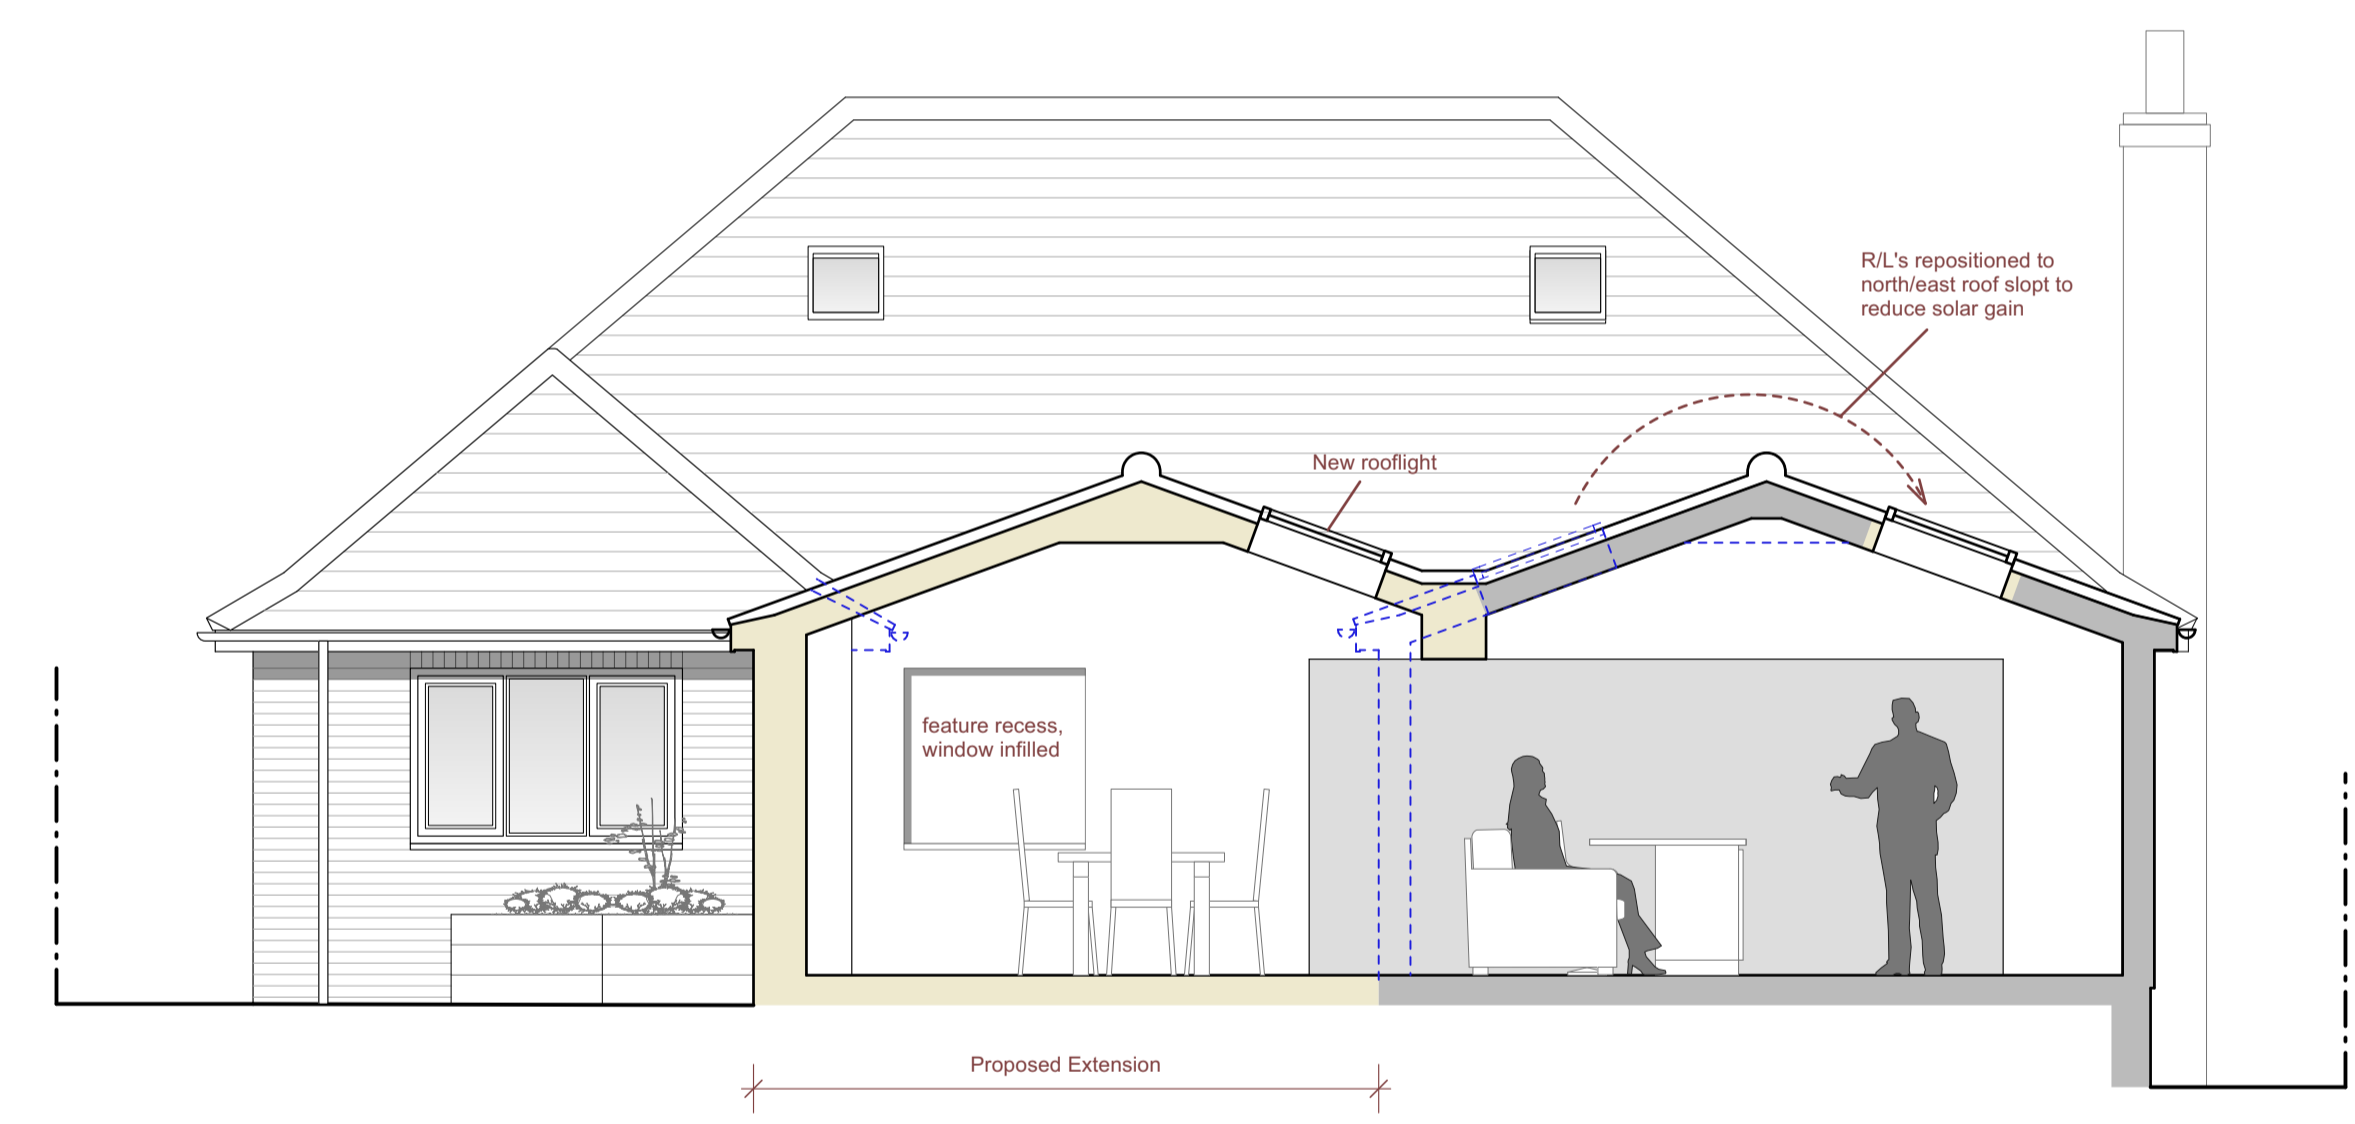 R/L's repositioned to
north/east roof slopt to
reduce solar gain
New rooflight
feature recess,
window infilled
Proposed Extension